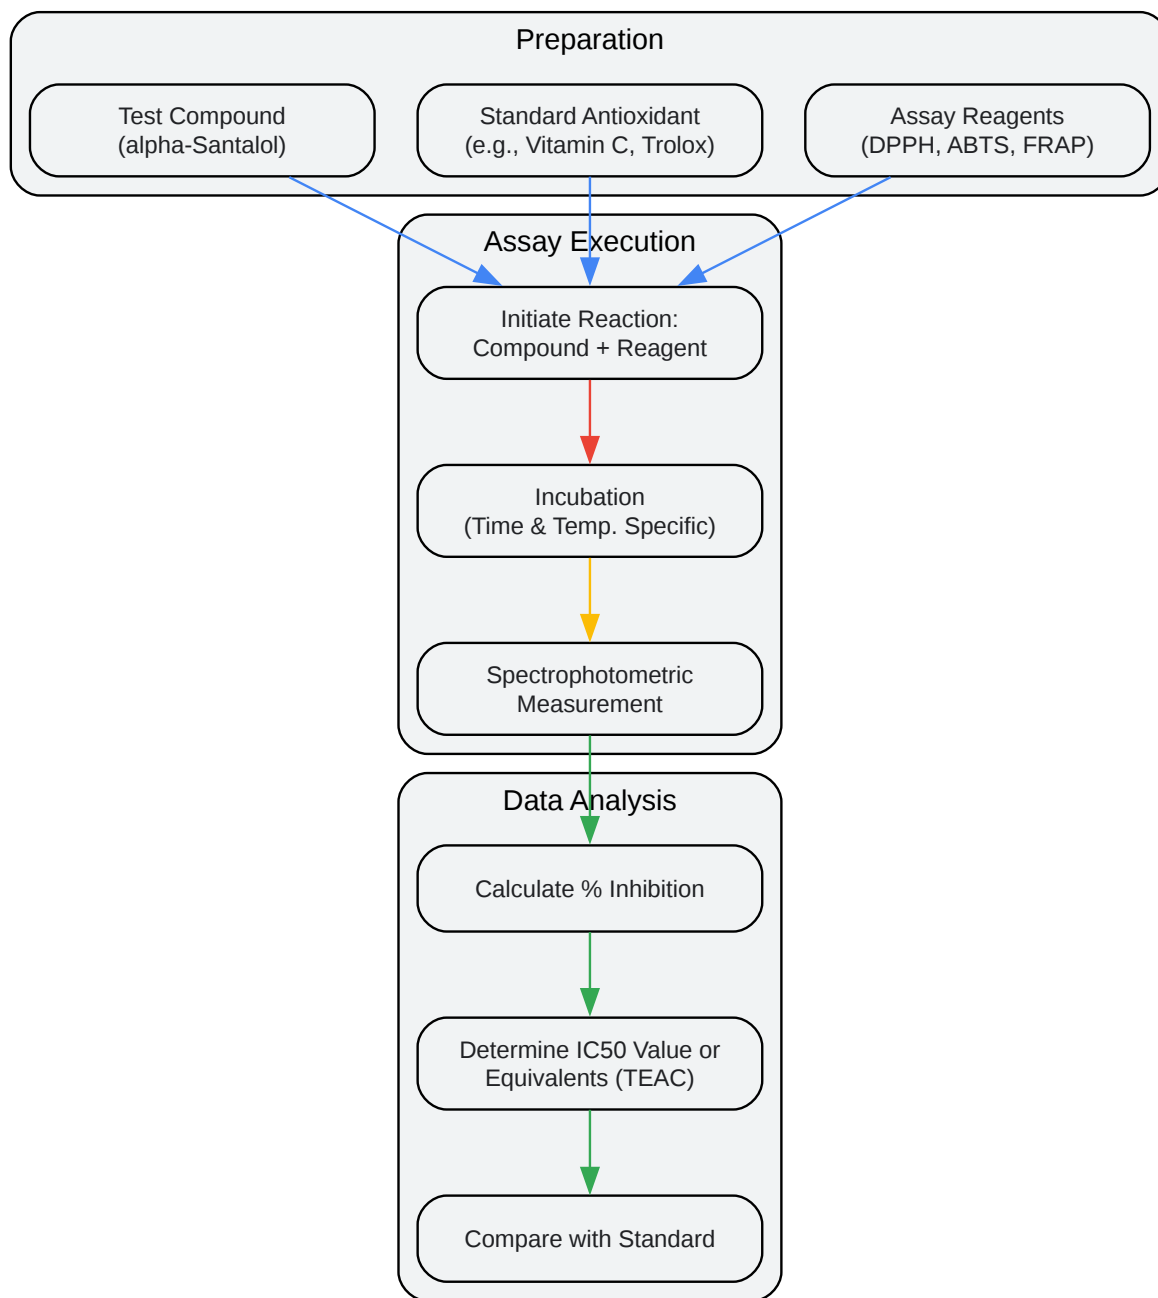 Preparation
Test Compound
(alpha-Santalol)
Standard Antioxidant
(e.g., Vitamin C, Trolox)
Assay Reagents
(DPPH, ABTS, FRAP)
Assay Execution
Initiate Reaction:
Compound + Reagent
Incubation
(Time & Temp. Specific)
Spectrophotometric
Measurement
Data Analysis
Calculate % Inhibition
Determine IC50 Value or
Equivalents (TEAC)
Compare with Standard